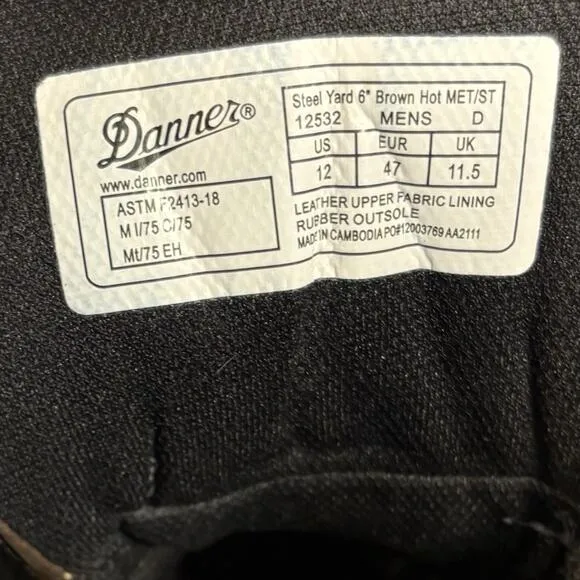 Danner®
www.danner.com
ASTM F2413-18
M I/75 C/75
Mt/75 EH
Steel Yard 6" Brown Hot MET/ST
12532 MENS D
US EUR UK
12 47 11.5
LEATHER UPPER FABRIC LINING
RUBBER OUTSOLE
MADE IN CAMBODIA PO#12003769 AA2111